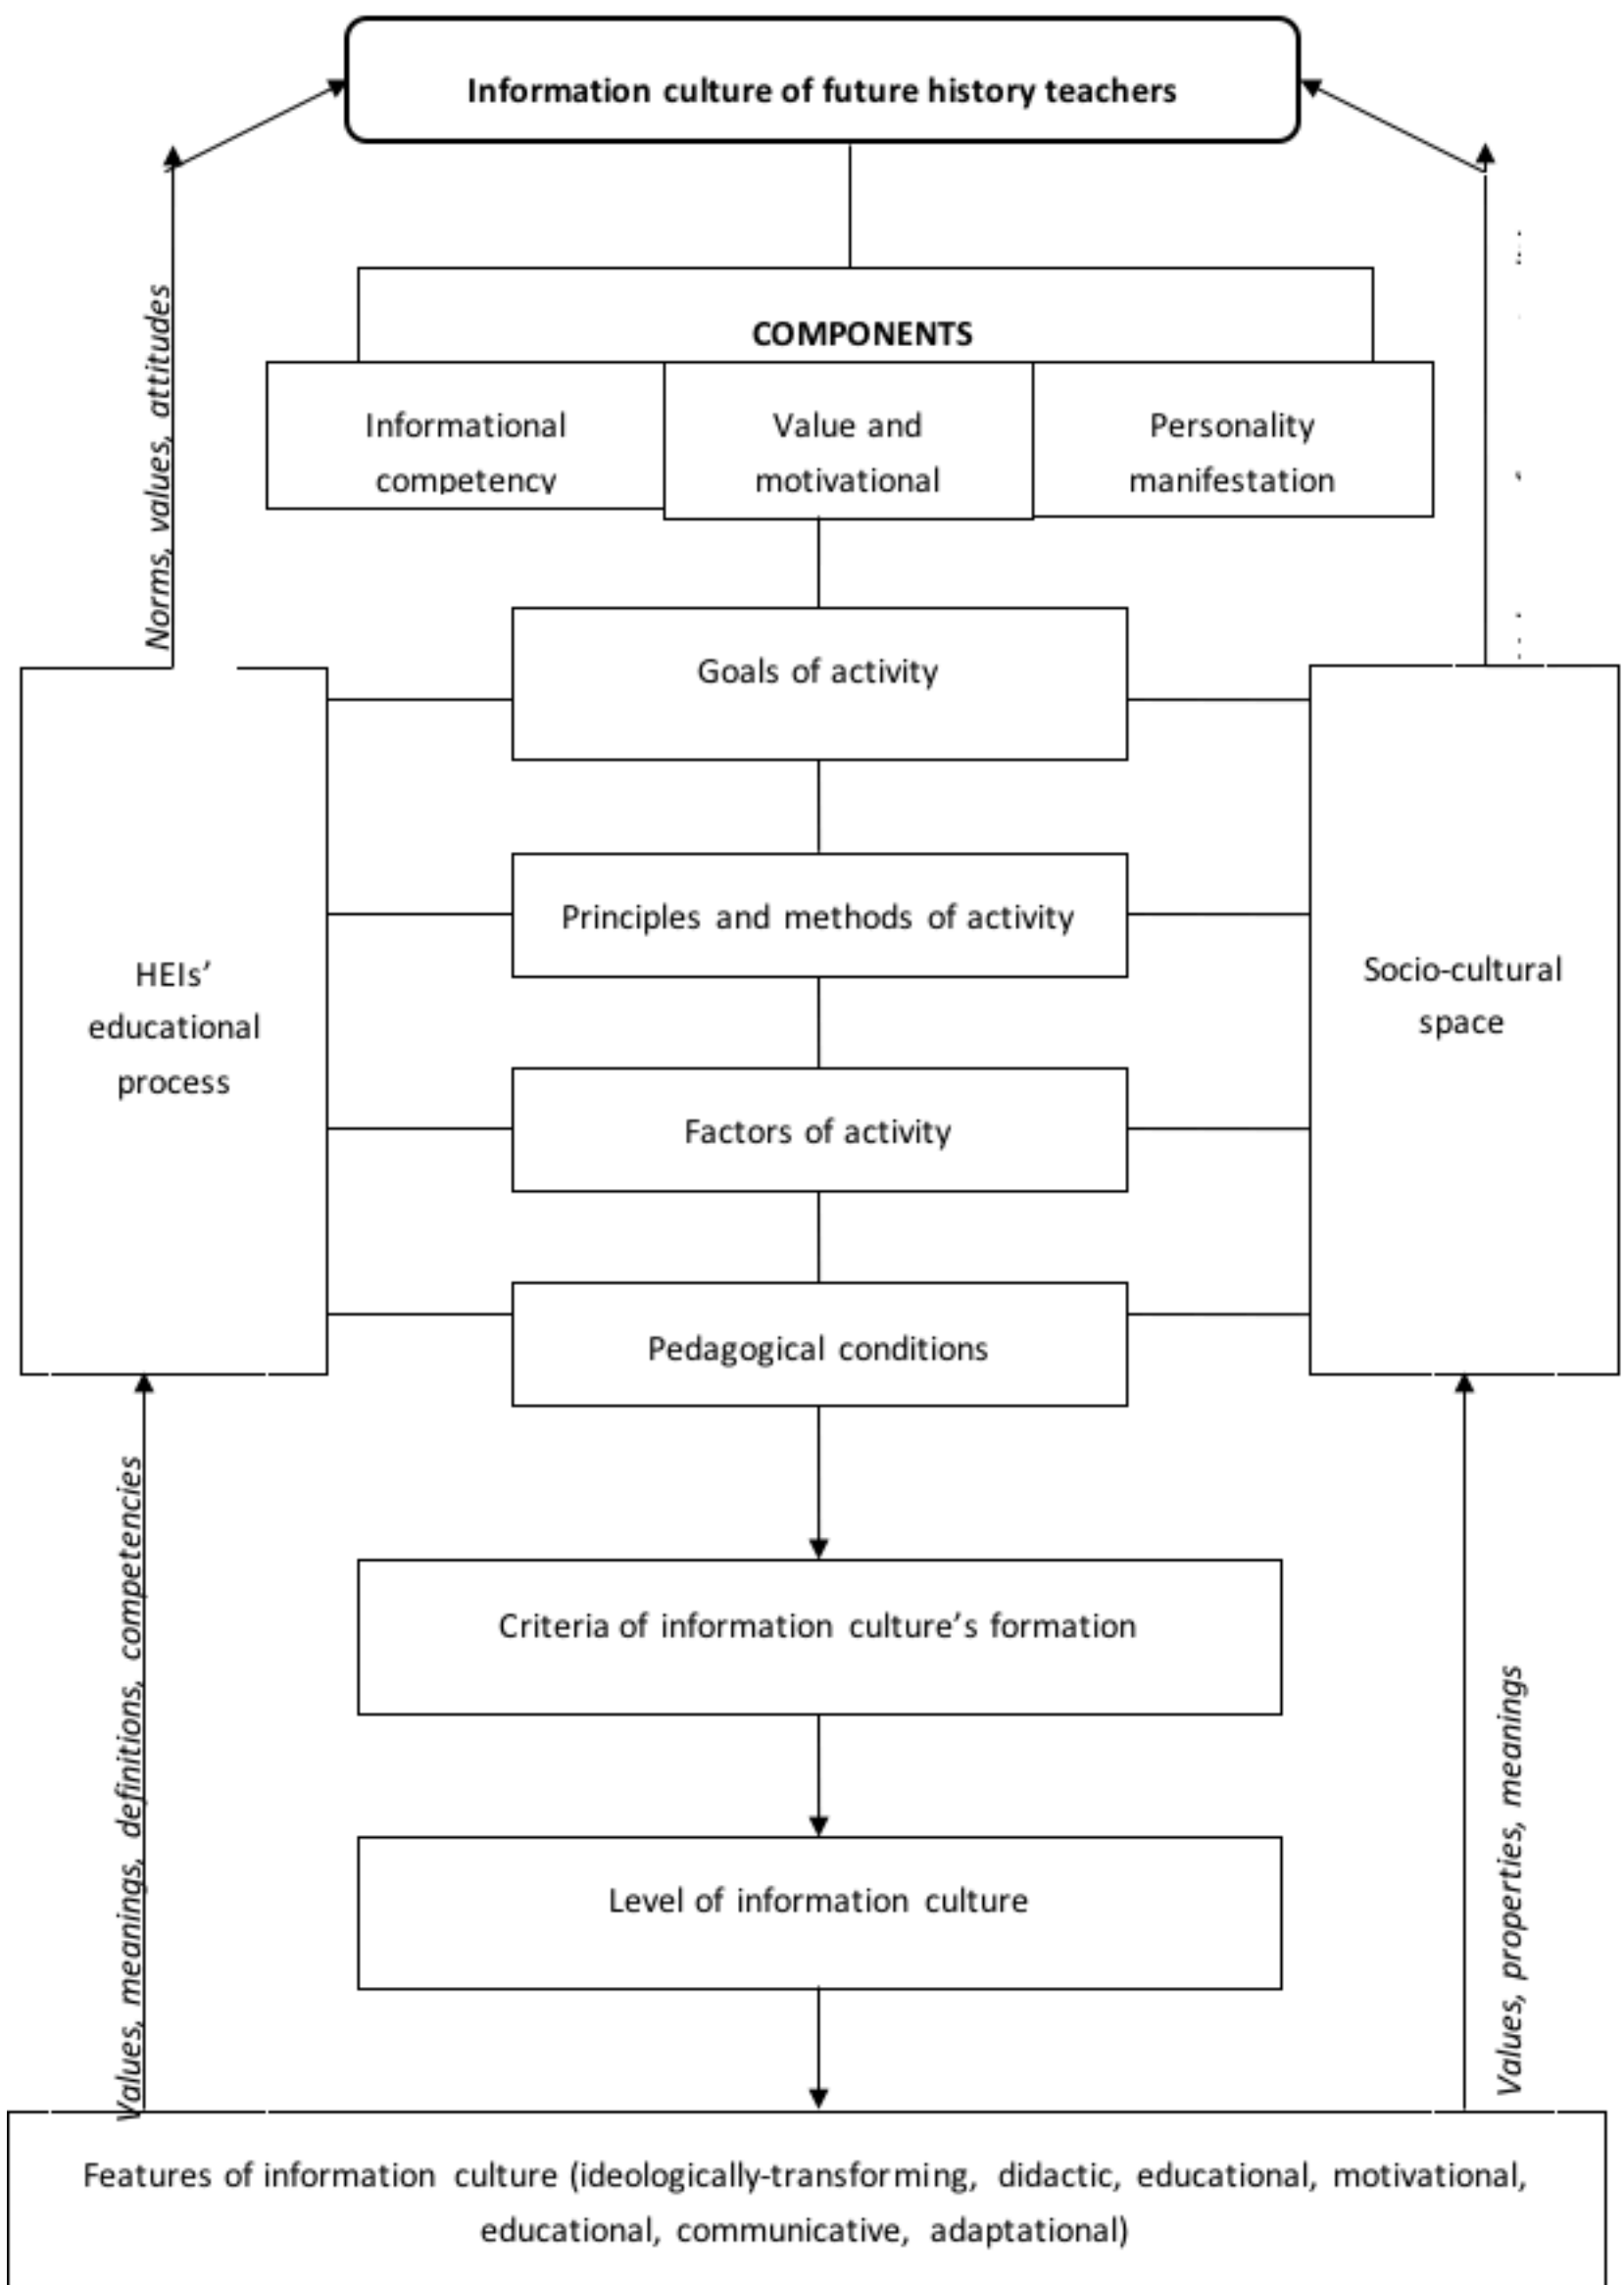 Information culture of future history teachers
COMPONENTS
Informational
competency
Value and
motivational
Personality
manifestation
Norms, values, attitudes
Goals of activity
Principles and methods of activity
HEIs’
educational
process
Socio-cultural
space
Factors of activity
Pedagogical conditions
Values, meanings, definitions, competencies
Criteria of information culture’s formation
Level of information culture
Values, properties, meanings
Features of information culture (ideologically-transforming, didactic, educational, motivational,
educational, communicative, adaptational)